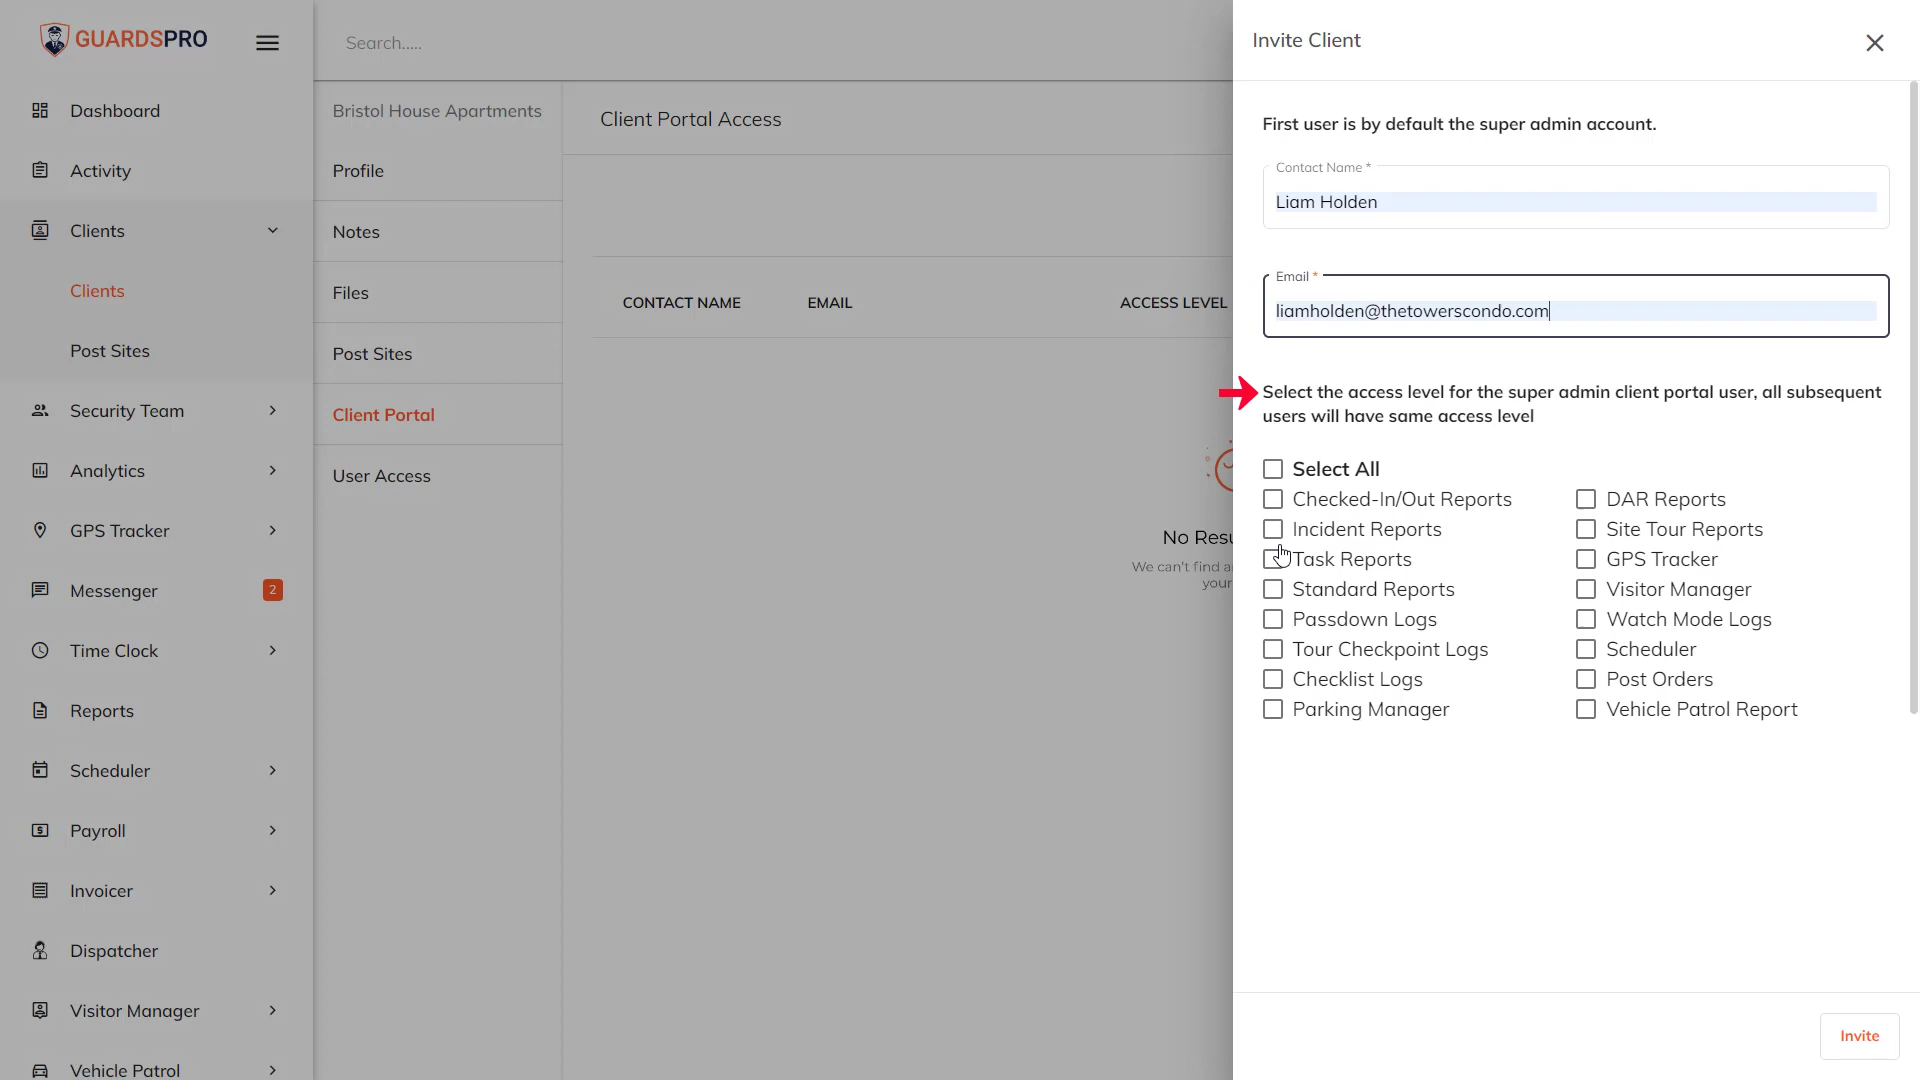 GUARDSPRO
Dashboard
Activity
Clients
Clients
Post Sites
Security Team
Analytics
GPS Tracker
Messenger 2
Time Clock
Reports
Scheduler
Payroll
Invoicer
Dispatcher
Visitor Manager
Vehicle Patrol
Search.....
Bristol House Apartments
Profile
Notes
Files
Post Sites
Client Portal
User Access
Client Portal Access
CONTACT NAME EMAIL ACCESS LEVEL
No Resu
We can't find a
your
Invite Client
First user is by default the super admin account.
Contact Name *
Liam Holden
Email *
liamholden@thetowerscondo.com
Select the access level for the super admin client portal user, all subsequent
users will have same access level
Select All
Checked-In/Out Reports DAR Reports
Incident Reports Site Tour Reports
Task Reports GPS Tracker
Standard Reports Visitor Manager
Passdown Logs Watch Mode Logs
Tour Checkpoint Logs Scheduler
Checklist Logs Post Orders
Parking Manager Vehicle Patrol Report
Invite